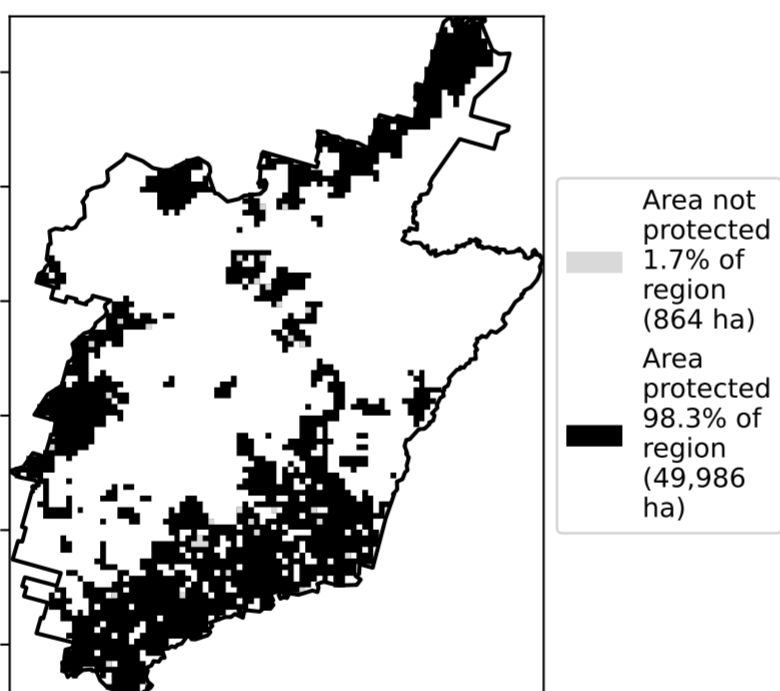 Area not
protected
1.7% of
region
(864 ha)
Area
protected
98.3% of
region
(49,986
ha)